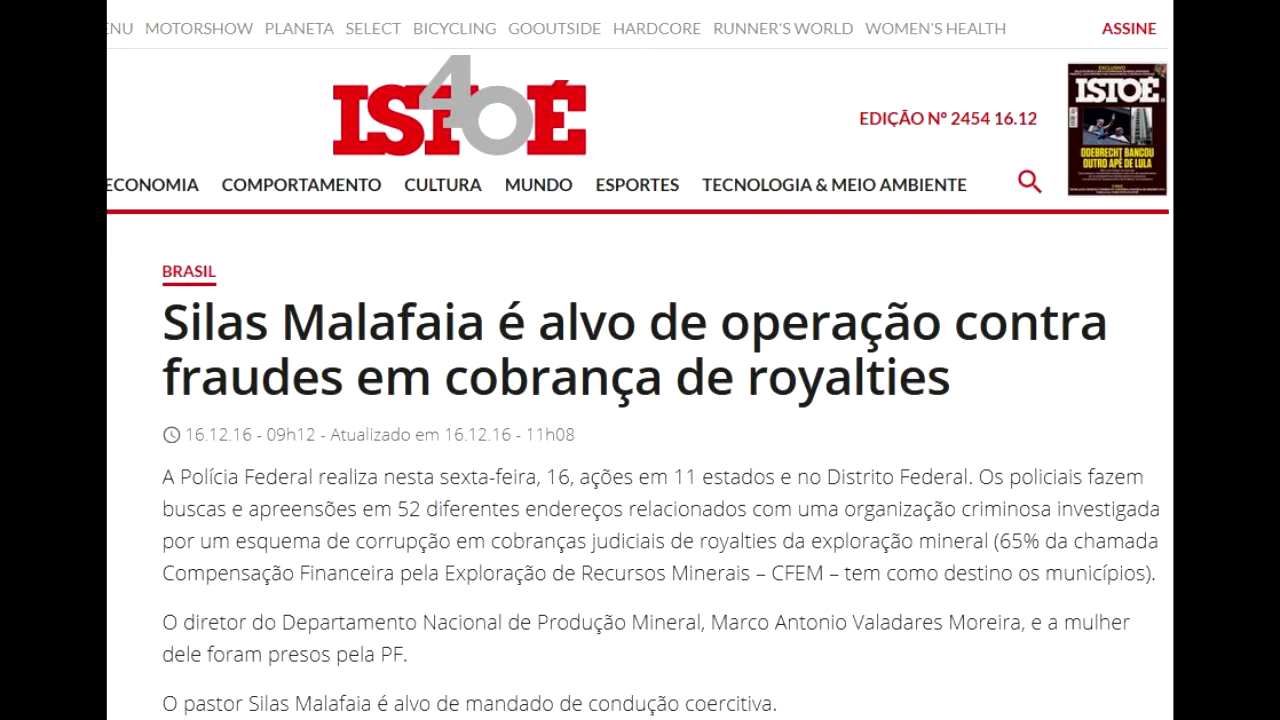 ENU MOTORSHOW PLANETA SELECT BICYCLING GOOUTSIDE HARDCORE RUNNER'S WORLD WOMEN'S HEALTH ASSINE
ISTOÉ
40
EDIÇÃO Nº 2454 16.12
EXCLUSIVO
ISTOÉ
ODEBRECHT BANCOU
OUTRO APÊ DE LULA
ECONOMIA COMPORTAMENTO CULTURA MUNDO ESPORTES TECNOLOGIA & MEIO AMBIENTE
BRASIL
Silas Malafaia é alvo de operação contra
fraudes em cobrança de royalties
16.12.16 - 09h12 - Atualizado em 16.12.16 - 11h08
A Polícia Federal realiza nesta sexta-feira, 16, ações em 11 estados e no Distrito Federal. Os policiais fazem
buscas e apreensões em 52 diferentes endereços relacionados com uma organização criminosa investigada
por um esquema de corrupção em cobranças judiciais de royalties da exploração mineral (65% da chamada
Compensação Financeira pela Exploração de Recursos Minerais – CFEM – tem como destino os municípios).
O diretor do Departamento Nacional de Produção Mineral, Marco Antonio Valadares Moreira, e a mulher
dele foram presos pela PF.
O pastor Silas Malafaia é alvo de mandado de condução coercitiva.